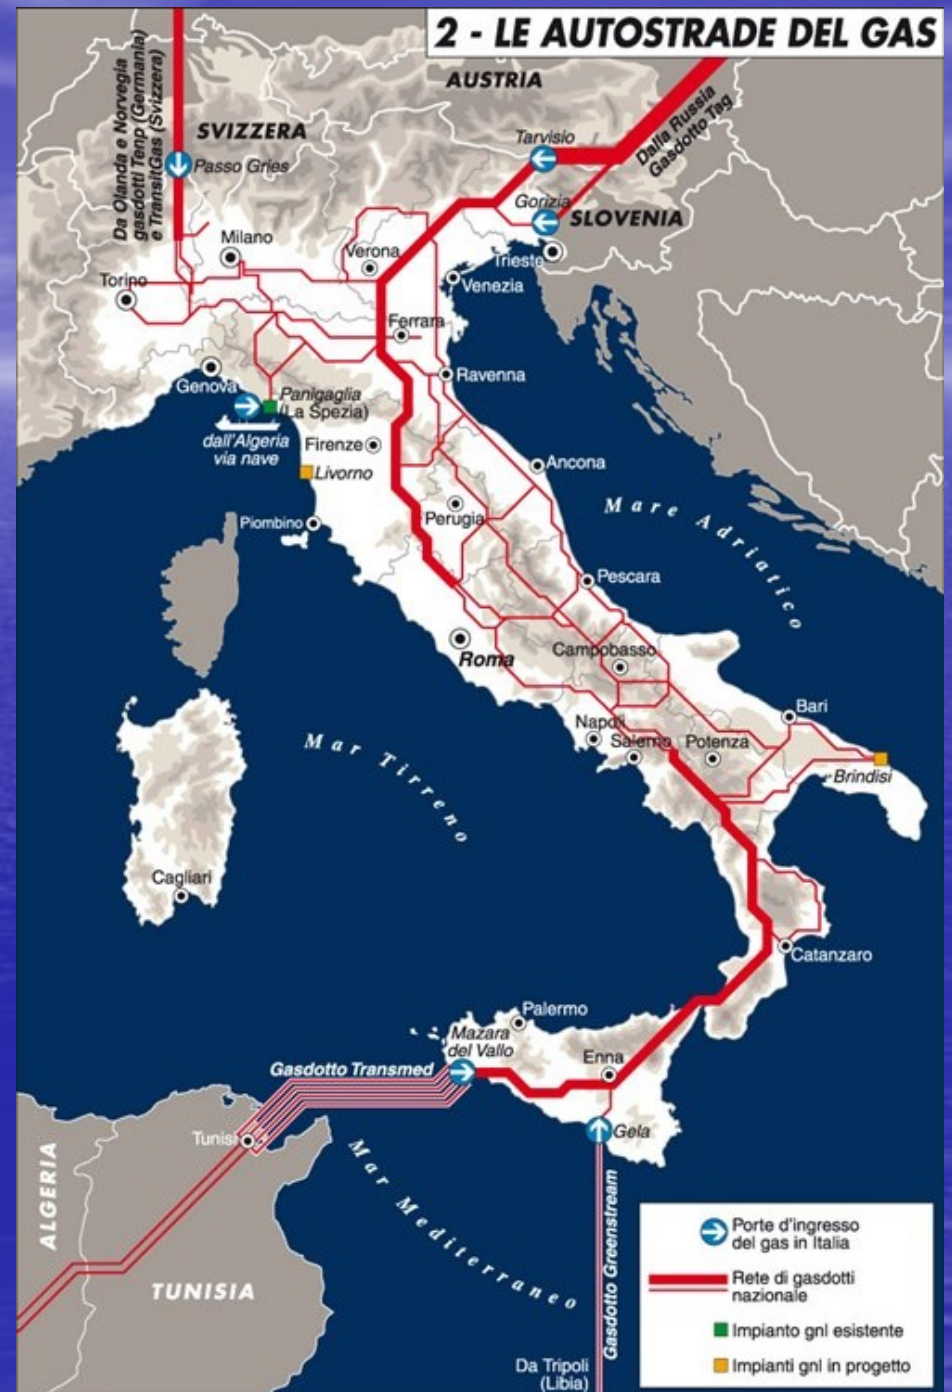 2 - LE AUTOSTRADE DEL GAS
AUSTRIA
Da Olanda e Norvegia
gasdotti Tenp (Germania)
e TransitGas (Svizzera)
SVIZZERA
Passo Gries
Tarvisio
Dalla Russia
Gasdotto Tag
Gorizia
SLOVENIA
Milano
Verona
Trieste
Torino
Venezia
Ferrara
Genova
Ravenna
Panigaglia
(La Spezia)
dall'Algeria
via nave
Firenze
Livorno
Ancona
Mare Adriatico
Perugia
Piombino
Pescara
Roma
Campobasso
Bari
Napoli
Salerno
Potenza
Brindisi
Mar Tirreno
Cagliari
Catanzaro
Palermo
Mazara
del Vallo
Enna
Gasdotto Transmed
Tunisi
Gela
ALGERIA
Mar Mediterraneo
Gasdotto Greenstream
TUNISIA
Da Tripoli
(Libia)
Porte d'ingresso
del gas in Italia
Rete di gasdotti
nazionale
Impianto gnl esistente
Impianti gnl in progetto